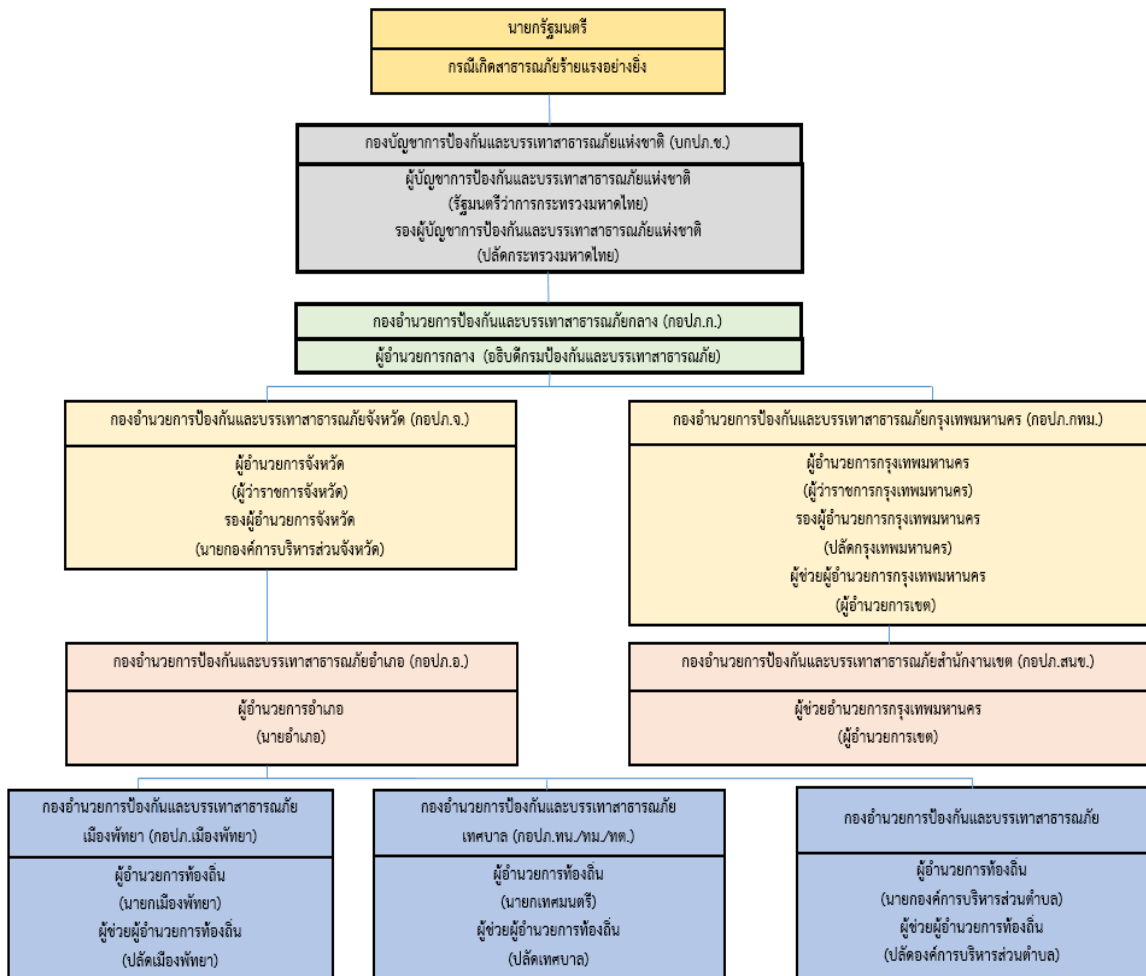 นายกรัฐมนตรี
กรณีเกิดสาธารณภัยร้ายแรงอย่างยิ่ง
กองบัญชาการป้องกันและบรรเทาสาธารณภัยแห่งชาติ (บกปภ.ช.)
ผู้บัญชาการป้องกันและบรรเทาสาธารณภัยแห่งชาติ
(รัฐมนตรีว่าการกระทรวงมหาดไทย)
รองผู้บัญชาการป้องกันและบรรเทาสาธารณภัยแห่งชาติ
(ปลัดกระทรวงมหาดไทย)
กองอำนวยการป้องกันและบรรเทาสาธารณภัยกลาง (กอปภ.ก.)
ผู้อำนวยการกลาง (อธิบดีกรมป้องกันและบรรเทาสาธารณภัย)
กองอำนวยการป้องกันและบรรเทาสาธารณภัยจังหวัด (กอปภ.จ.)
ผู้อำนวยการจังหวัด
(ผู้ว่าราชการจังหวัด)
รองผู้อำนวยการจังหวัด
(นายกองค์การบริหารส่วนจังหวัด)
กองอำนวยการป้องกันและบรรเทาสาธารณภัยกรุงเทพมหานคร (กอปภ.กทม.)
ผู้อำนวยการกรุงเทพมหานคร
(ผู้ว่าราชการกรุงเทพมหานคร)
รองผู้อำนวยการกรุงเทพมหานคร
(ปลัดกรุงเทพมหานคร)
ผู้ช่วยผู้อำนวยการกรุงเทพมหานคร
(ผู้อำนวยการเขต)
กองอำนวยการป้องกันและบรรเทาสาธารณภัยอำเภอ (กอปภ.อ.)
ผู้อำนวยการอำเภอ
(นายอำเภอ)
กองอำนวยการป้องกันและบรรเทาสาธารณภัยสำนักงานเขต (กอปภ.สนข.)
ผู้ช่วยอำนวยการกรุงเทพมหานคร
(ผู้อำนวยการเขต)
กองอำนวยการป้องกันและบรรเทาสาธารณภัย
เมืองพัทยา (กอปภ.เมืองพัทยา)
ผู้อำนวยการท้องถิ่น
(นายกเมืองพัทยา)
ผู้ช่วยผู้อำนวยการท้องถิ่น
(ปลัดเมืองพัทยา)
กองอำนวยการป้องกันและบรรเทาสาธารณภัย
เทศบาล (กอปภ.ทน./ทม./ทต.)
ผู้อำนวยการท้องถิ่น
(นายกเทศมนตรี)
ผู้ช่วยผู้อำนวยการท้องถิ่น
(ปลัดเทศบาล)
กองอำนวยการป้องกันและบรรเทาสาธารณภัย
ผู้อำนวยการท้องถิ่น
(นายกองค์การบริหารส่วนตำบล)
ผู้ช่วยผู้อำนวยการท้องถิ่น
(ปลัดองค์การบริหารส่วนตำบล)